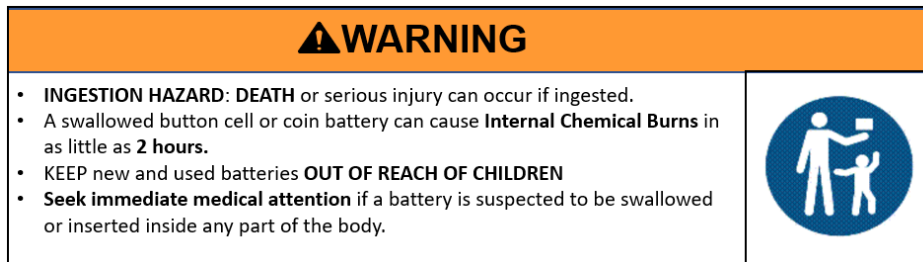 WARNING
• INGESTION HAZARD: DEATH or serious injury can occur if ingested.
• A swallowed button cell or coin battery can cause Internal Chemical Burns in
as little as 2 hours.
• KEEP new and used batteries OUT OF REACH OF CHILDREN
• Seek immediate medical attention if a battery is suspected to be swallowed
or inserted inside any part of the body.